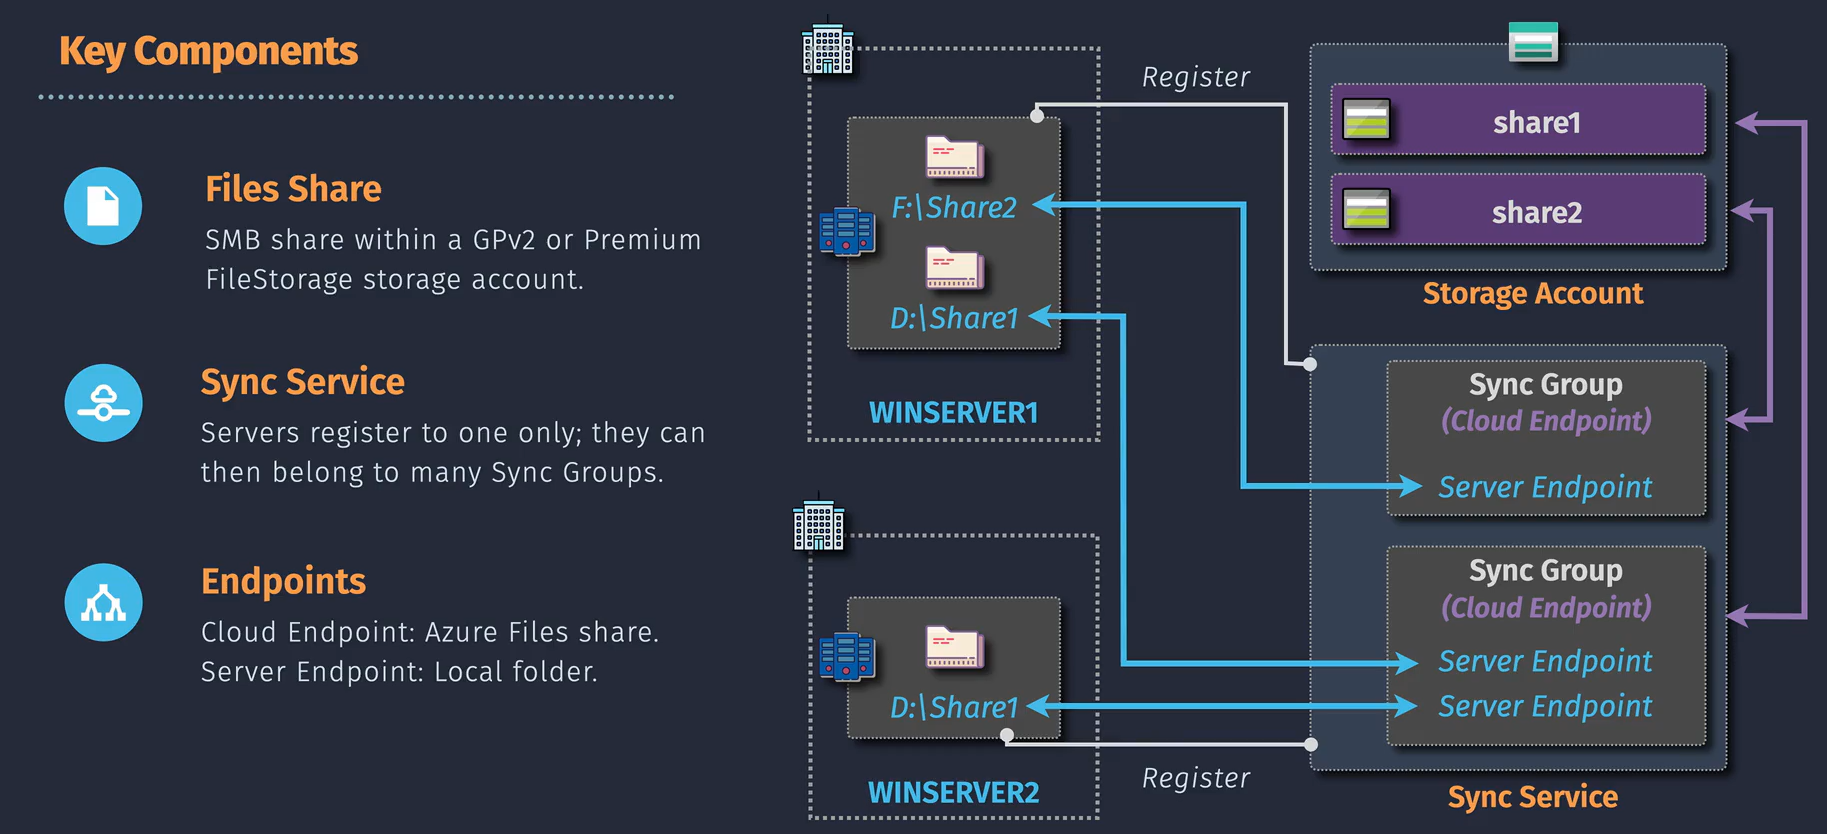 Key Components
Files Share
SMB share within a GPv2 or Premium
FileStorage storage account.
Sync Service
Servers register to one only; they can
then belong to many Sync Groups.
Endpoints
Cloud Endpoint: Azure Files share.
Server Endpoint: Local folder.
Register
F:\Share2
D:\Share1
WINSERVER1
D:\Share1
WINSERVER2
Register
share1
share2
Storage Account
Sync Group
(Cloud Endpoint)
Server Endpoint
Sync Group
(Cloud Endpoint)
Server Endpoint
Server Endpoint
Sync Service